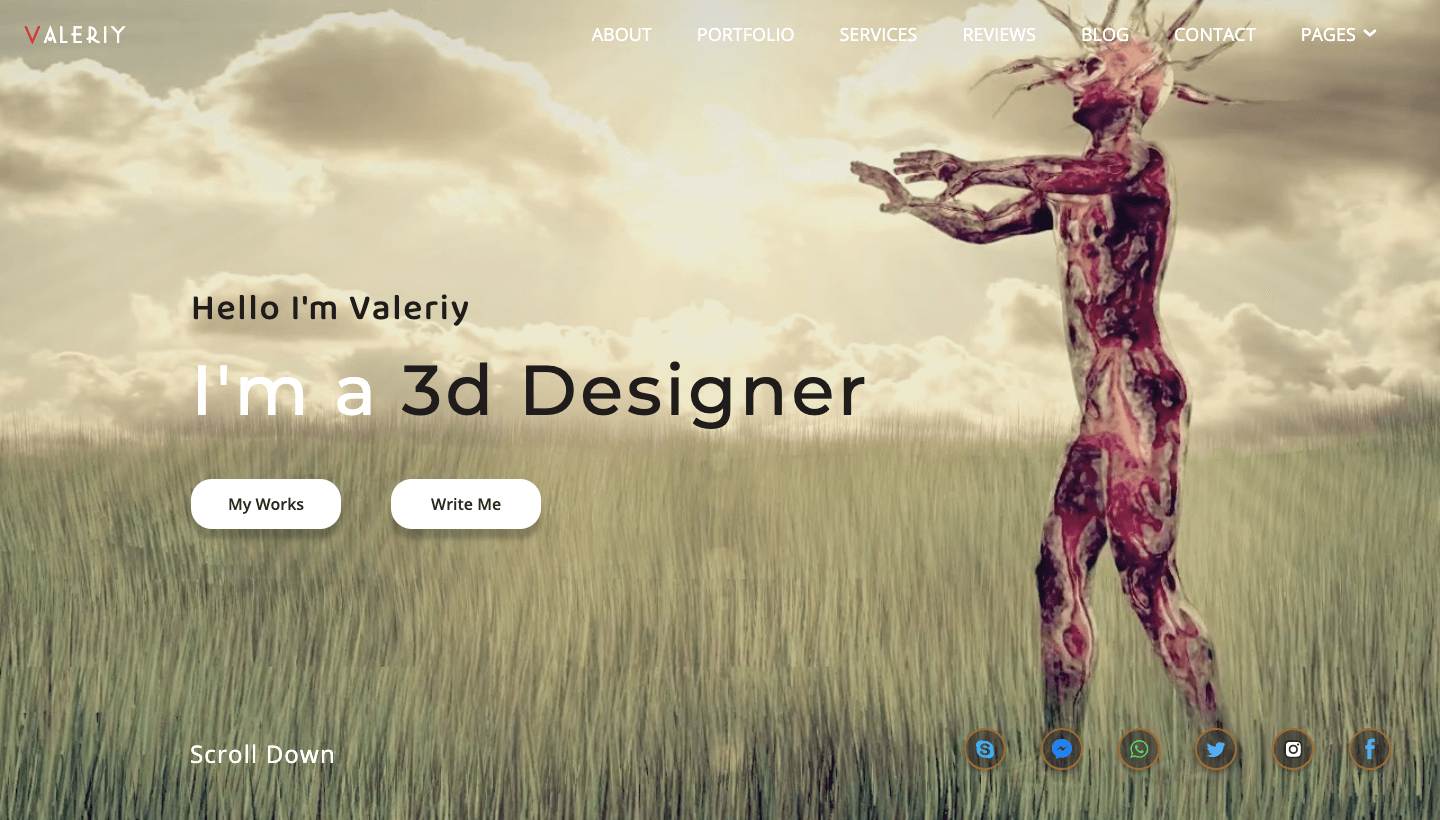 VALERIY
ABOUT PORTFOLIO SERVICES REVIEWS BLOG CONTACT PAGES
Hello I'm Valeriy
I'm a 3d Designer
My Works Write Me
Scroll Down